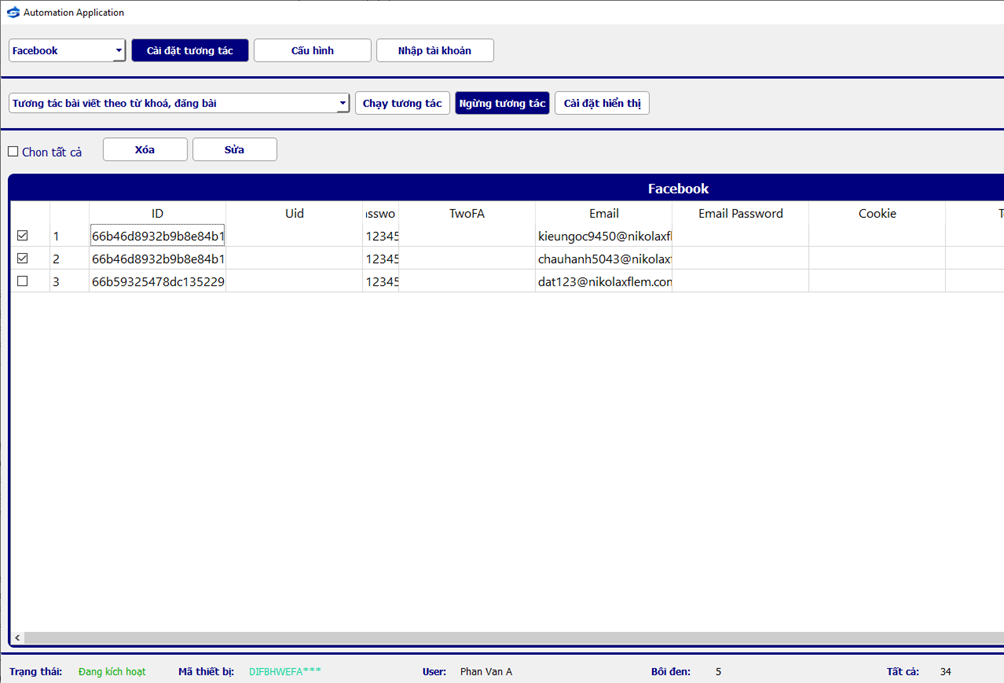 Automation Application
Facebook Cài đặt tương tác Cấu hình Nhập tài khoản
Tương tác bài viết theo từ khoá, đăng bài Chạy tương tác Ngừng tương tác Cài đặt hiển thị
Chon tất cả Xóa Sửa
Facebook
ID Uid asswo TwoFA Email Email Password Cookie T
1 66b46d8932b9b8e84b1 12345 kieungoc9450@nikolaxfl
2 66b46d8932b9b8e84b1 12345 chauhanh5043@nikolax
3 66b59325478dc135229 12345 dat123@nikolaxflem.com
Trạng thái: Đang kích hoạt Mã thiết bị: DIFBHWEFA*** User: Phan Van A Bôi đen: 5 Tất cả: 34